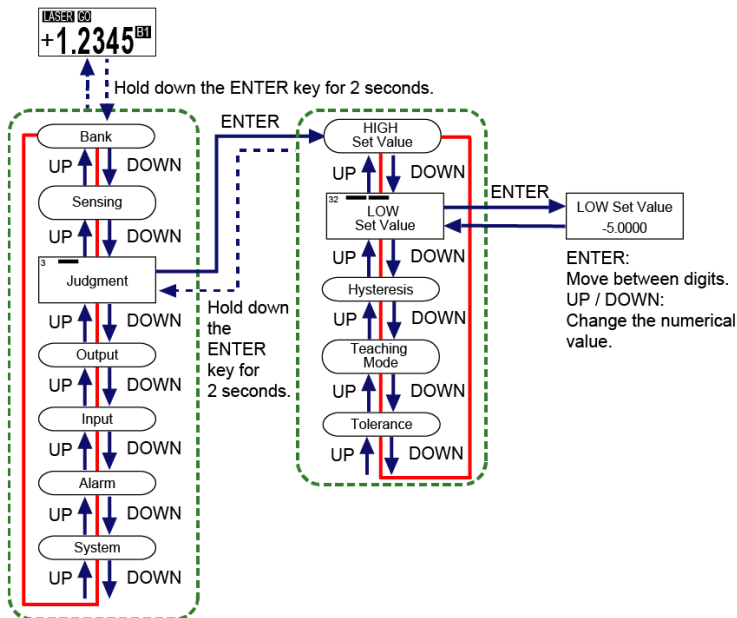 LASER GO
+1.2345 B1
Hold down the ENTER key for 2 seconds.
Bank
UP DOWN
Sensing
UP DOWN
3
Judgment
UP DOWN
Output
UP DOWN
Input
UP DOWN
Alarm
UP DOWN
System
UP DOWN
ENTER
Hold down
the
ENTER
key for
2 seconds.
HIGH
Set Value
UP DOWN
32
LOW
Set Value
UP DOWN
Hysteresis
UP DOWN
Teaching
Mode
UP DOWN
Tolerance
UP DOWN
ENTER
LOW Set Value
-5.0000
ENTER:
Move between digits.
UP / DOWN:
Change the numerical
value.